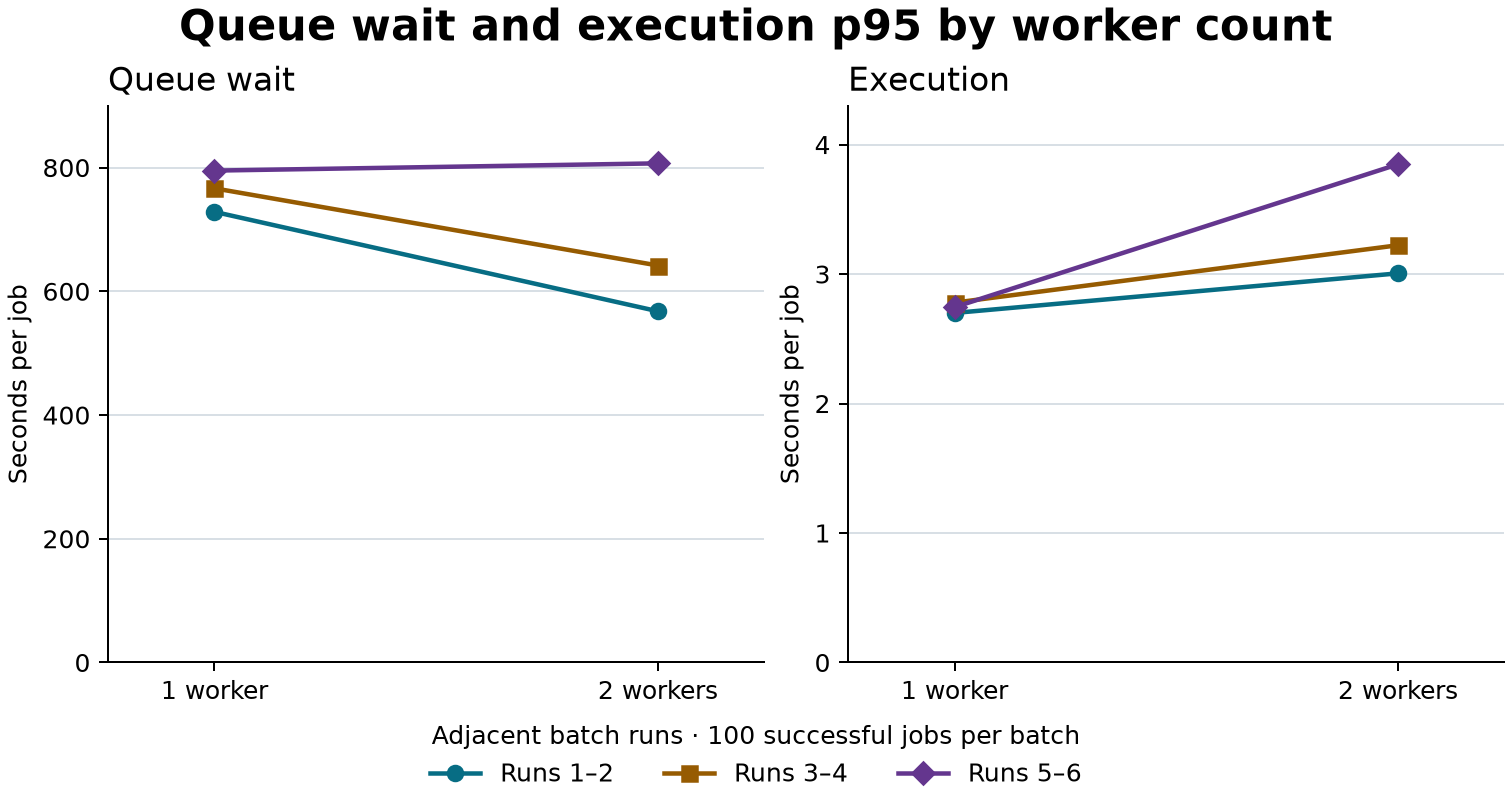 Queue wait and execution p95 by worker count
Queue wait
Seconds per job
800
600
400
200
0
1 worker
2 workers
Execution
Seconds per job
4
3
2
1
0
1 worker
2 workers
Adjacent batch runs · 100 successful jobs per batch
Runs 1–2
Runs 3–4
Runs 5–6